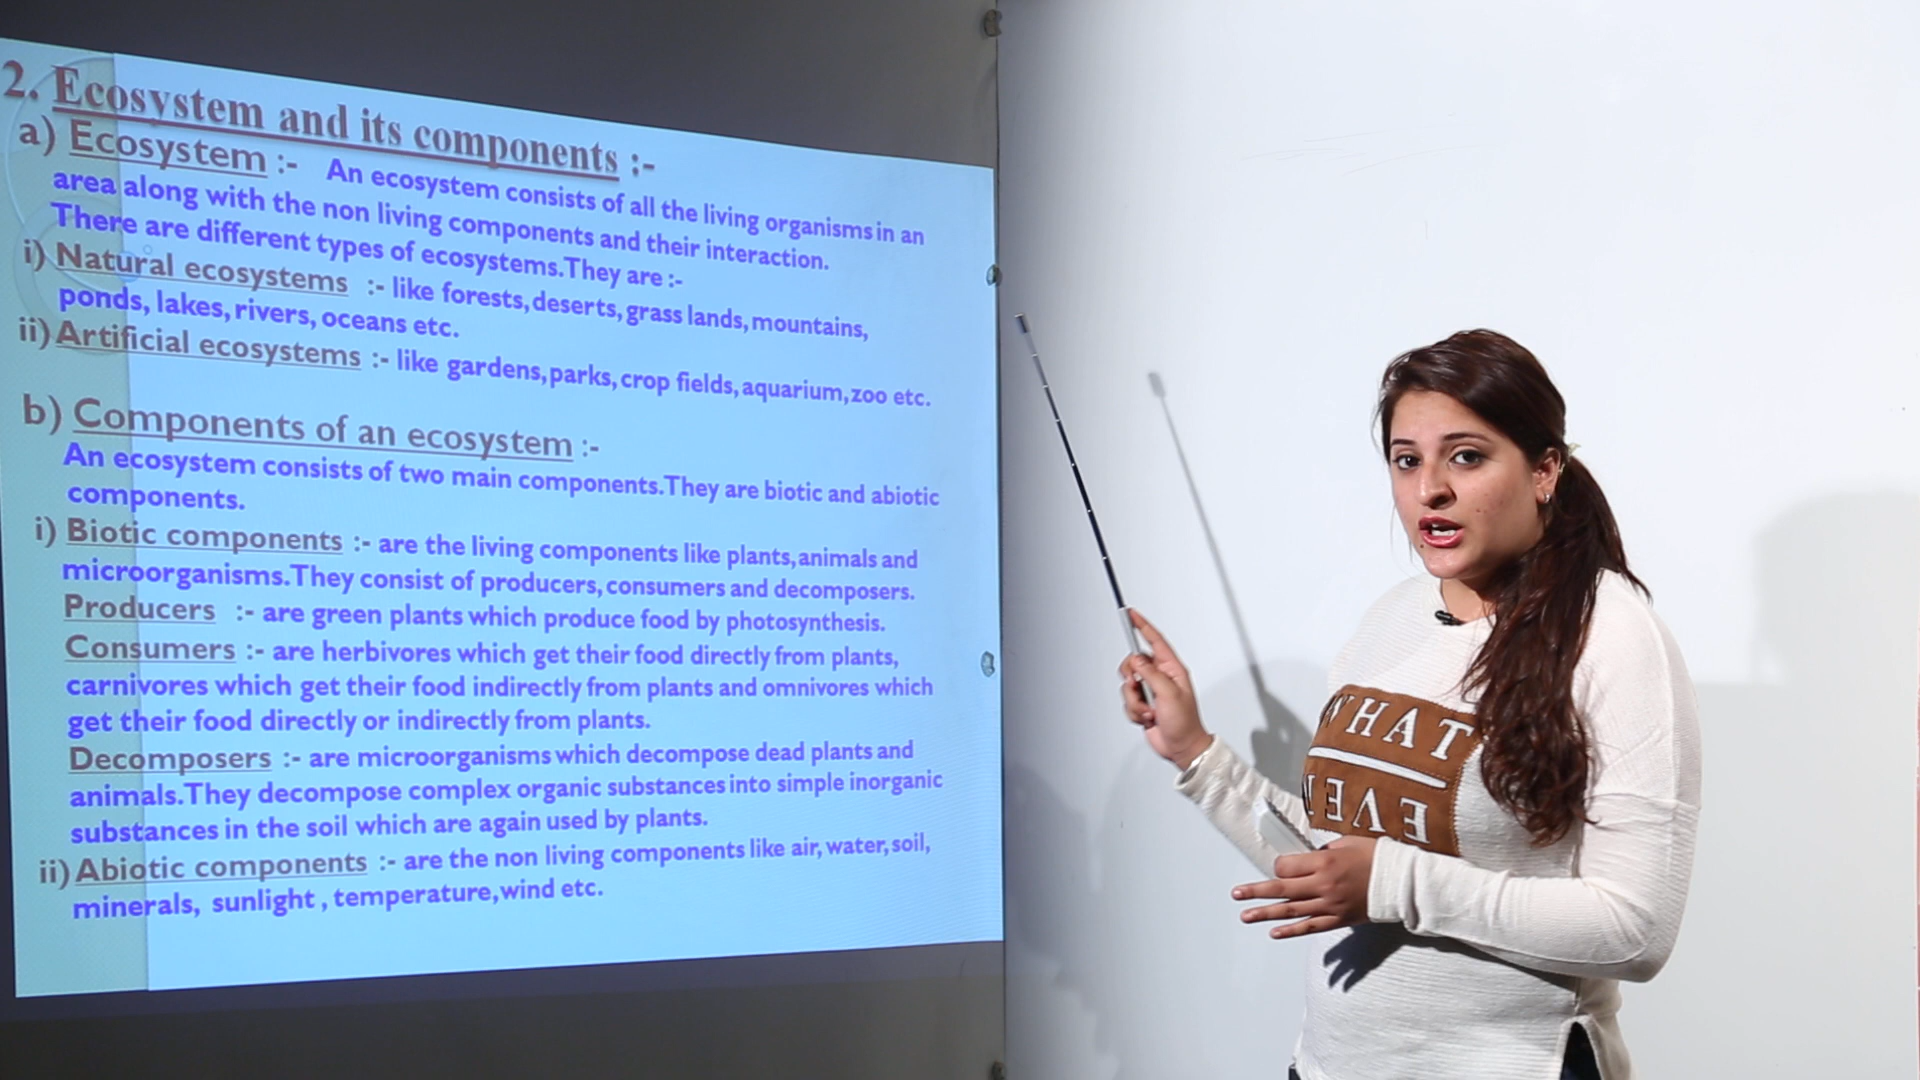 2. Ecosystem and its components :-
a) Ecosystem :- An ecosystem consists of all the living organisms in an
area along with the non living components and their interaction.
There are different types of ecosystems.They are :-
i) Natural ecosystems :- like forests, deserts, grass lands, mountains,
ponds, lakes, rivers, oceans etc.
ii) Artificial ecosystems :- like gardens, parks, crop fields, aquarium, zoo etc.
b) Components of an ecosystem :-
An ecosystem consists of two main components.They are biotic and abiotic
components.
i) Biotic components :- are the living components like plants, animals and
microorganisms.They consist of producers, consumers and decomposers.
Producers :- are green plants which produce food by photosynthesis.
Consumers :- are herbivores which get their food directly from plants,
carnivores which get their food indirectly from plants and omnivores which
get their food directly or indirectly from plants.
Decomposers :- are microorganisms which decompose dead plants and
animals.They decompose complex organic substances into simple inorganic
substances in the soil which are again used by plants.
ii) Abiotic components :- are the non living components like air, water, soil,
minerals, sunlight , temperature, wind etc.
WHAT